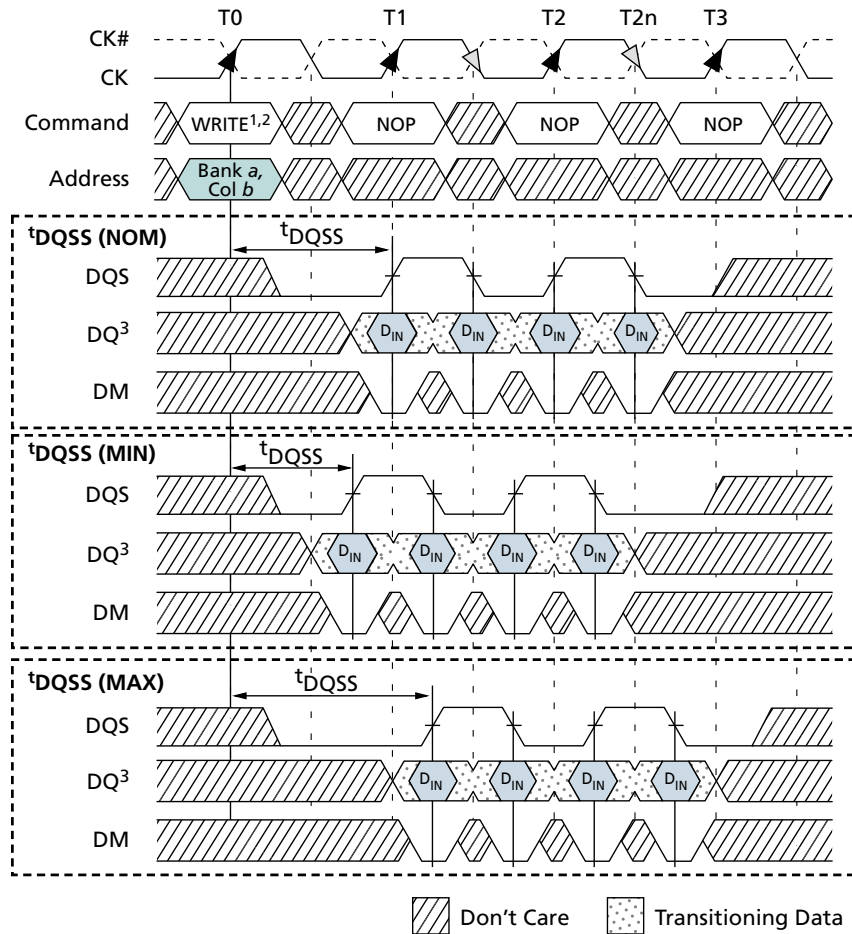 T0 T1 T2 T2n T3
CK#
CK
Command WRITE1,2 NOP NOP NOP
Address Bank a, Col b
tDQSS (NOM)
tDQSS
DQS
DQ3 DIN DIN DIN DIN
DM
tDQSS (MIN)
tDQSS
DQS
DQ3 DIN DIN DIN DIN
DM
tDQSS (MAX)
tDQSS
DQS
DQ3 DIN DIN DIN DIN
DM
Don't Care Transitioning Data